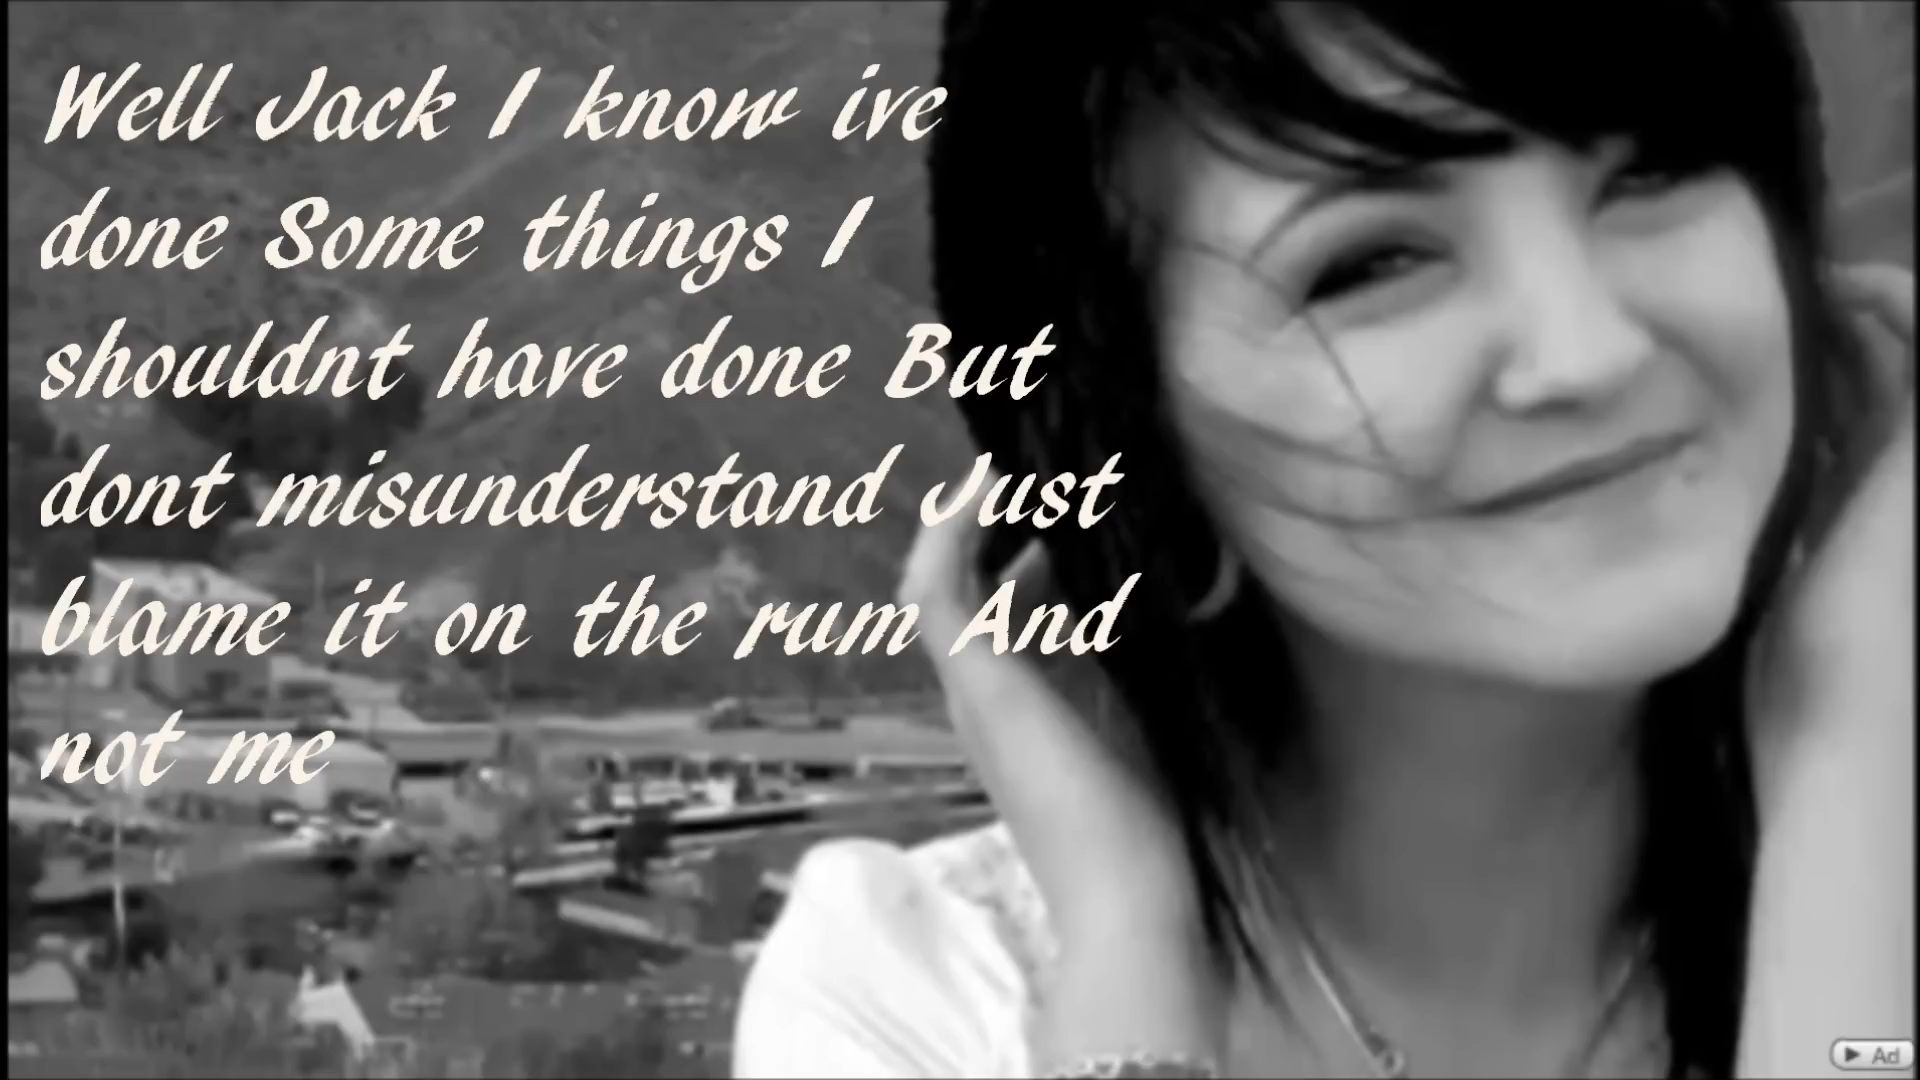 Well Jack I know ive
done Some things I
shouldnt have done But
dont misunderstand Just
blame it on the rum And
not me
Ad